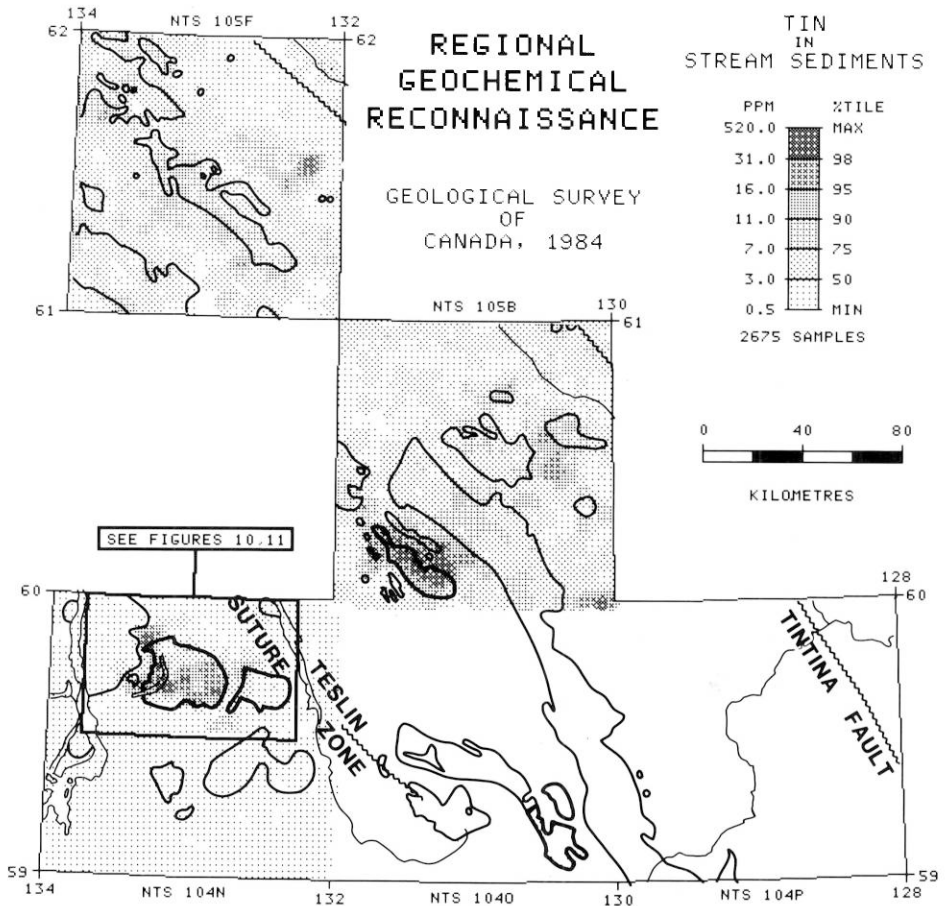 134 NTS 105F 132
62 62
REGIONAL
GEOCHEMICAL
RECONNAISSANCE
GEOLOGICAL SURVEY
OF
CANADA, 1984
TIN
IN
STREAM SEDIMENTS
PPM %TILE
520.0 MAX
31.0 98
16.0 95
11.0 90
7.0 75
3.0 50
0.5 MIN
2675 SAMPLES
0 40 80
KILOMETRES
61
NTS 105B 130
61
SEE FIGURES 10,11
60
128
60
SUTURE
TESLIN
ZONE
TINTINA
FAULT
59
59
134 NTS 104N 132 NTS 104O 130 NTS 104P 128